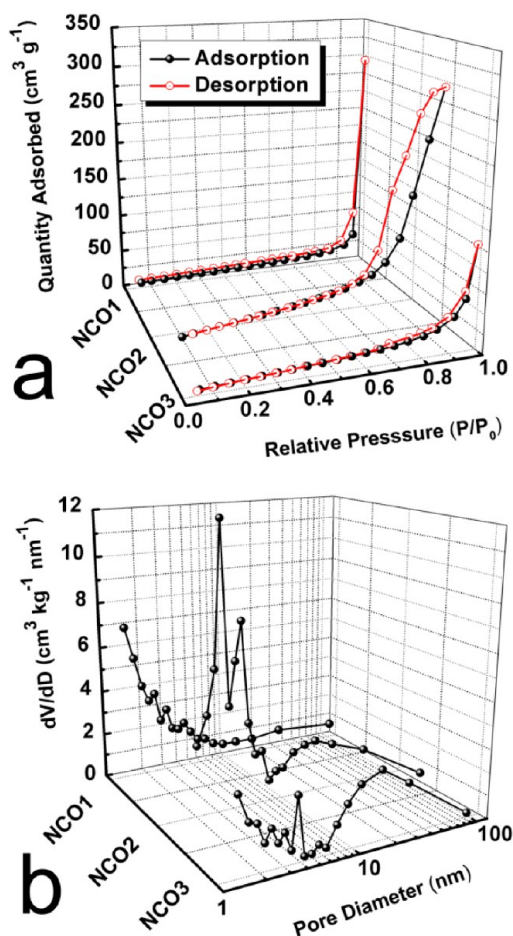 350
300
250
200
150
100
50
0
Quantity Adsorbed (cm³ g⁻¹)
Adsorption
Desorption
NCO1
NCO2
NCO3
0.0 0.2 0.4 0.6 0.8 1.0
Relative Presssure (P/P₀)
a
12
10
8
6
4
2
0
dV/dD (cm³ kg⁻¹ nm⁻¹)
NCO1
NCO2
NCO3
1 10 100
Pore Diameter (nm)
b